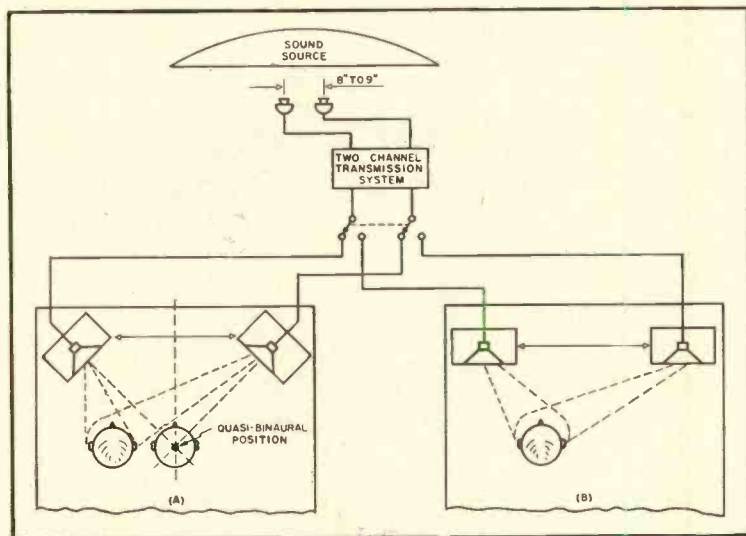 SOUND
SOURCE
8" TO 9"
TWO CHANNEL
TRANSMISSION
SYSTEM
QUASI-BINAURAL
POSITION
(A)
(B)